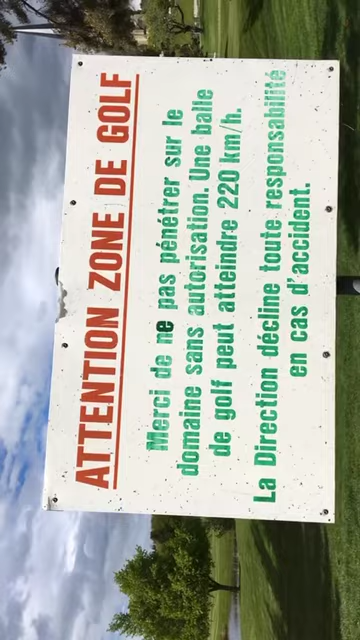 ATTENTION ZONE DE GOLF
Merci de ne pas pénétrer sur le
domaine sans autorisation. Une balle
de golf peut atteindre 220 km/h.
La Direction décline toute responsabilité
en cas d'accident.